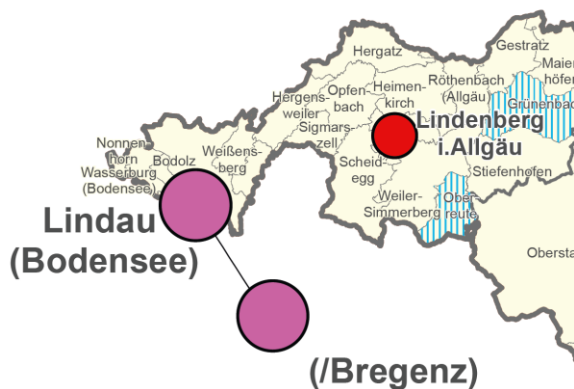 Hergatz
Gestratz
Maier-
höfen
Opfen-
bach
Heimen-
kirch
Röthenbach
(Allgäu)
Grünenbach
Hergens-
weiler
Sigmars-
zell
Lindenberg
i.Allgäu
Nonnen-
horn
Wasserburg
(Bodensee)
Bodolz
Weißens-
berg
Scheid-
egg
Stiefenhofen
Weiler-
Simmerberg
Ober-
reute
Lindau
(Bodensee)
Obersta
(/Bregenz)